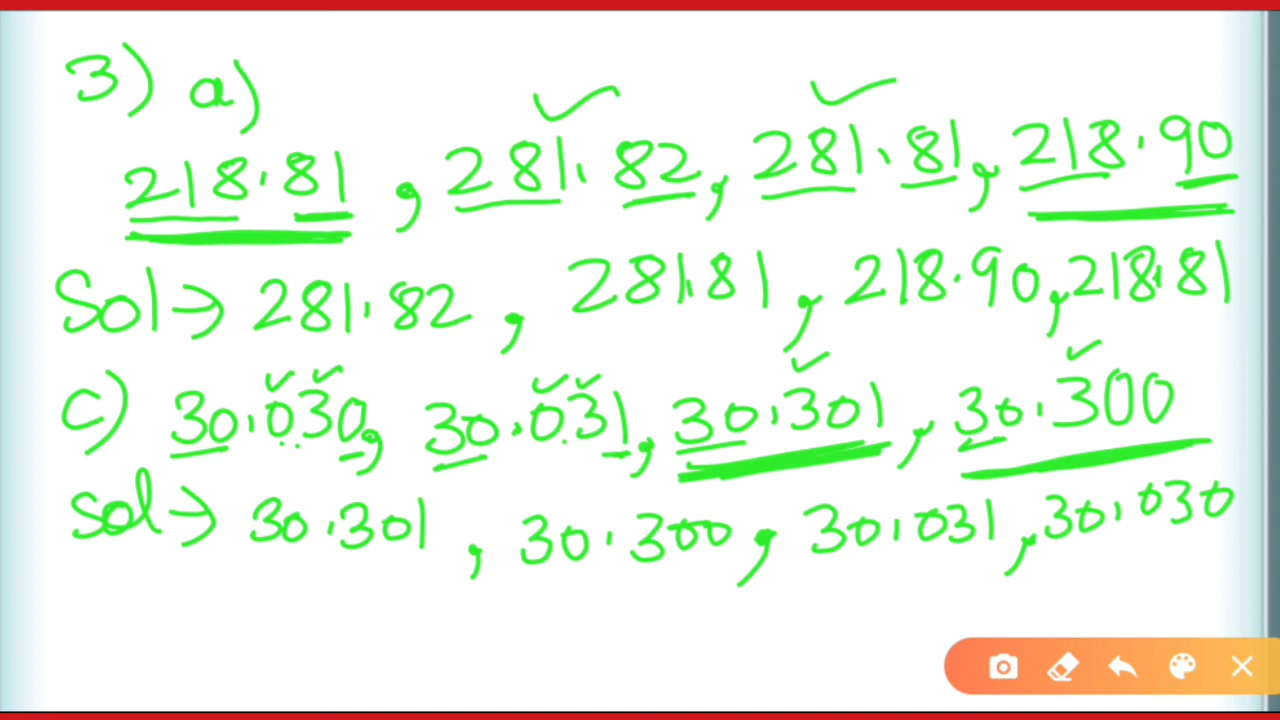 3) a)
218.81, 281.82, 281.81, 218.90
Sol→ 281.82, 281.81, 218.90, 218.81
c) 30.030, 30.031, 30.301, 30.300
Sol→ 30.301, 30.300, 30.031, 30.030